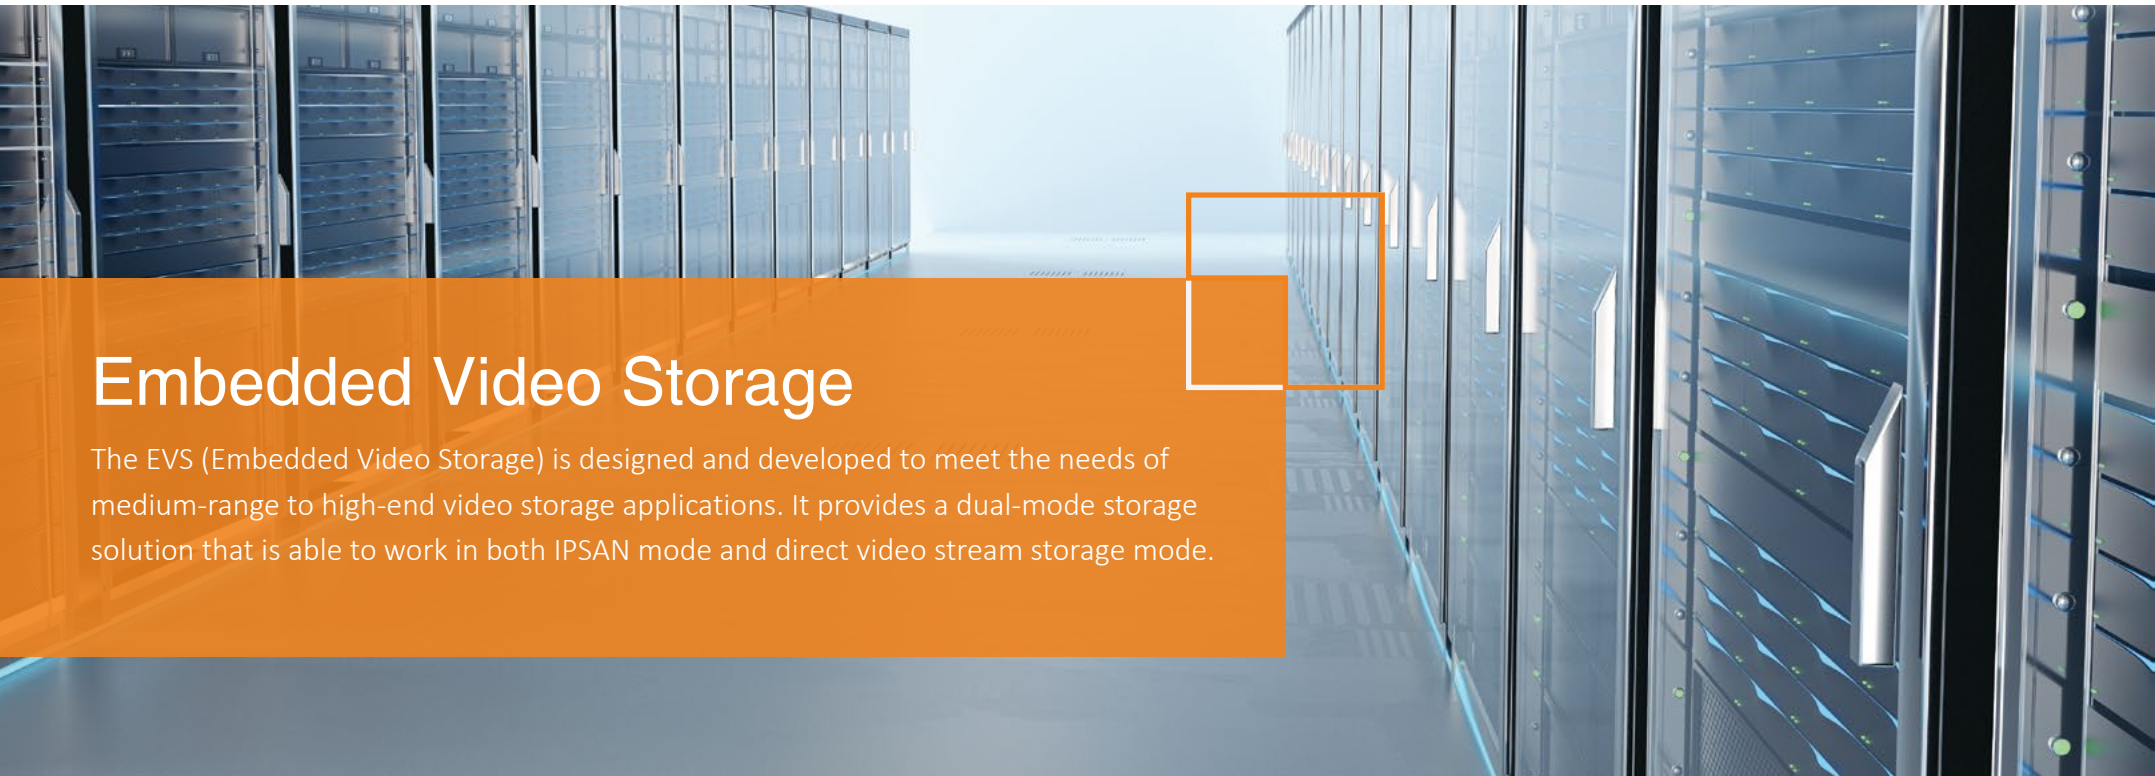 Embedded Video Storage
The EVS (Embedded Video Storage) is designed and developed to meet the needs of
medium-range to high-end video storage applications. It provides a dual-mode storage
solution that is able to work in both IPSAN mode and direct video stream storage mode.